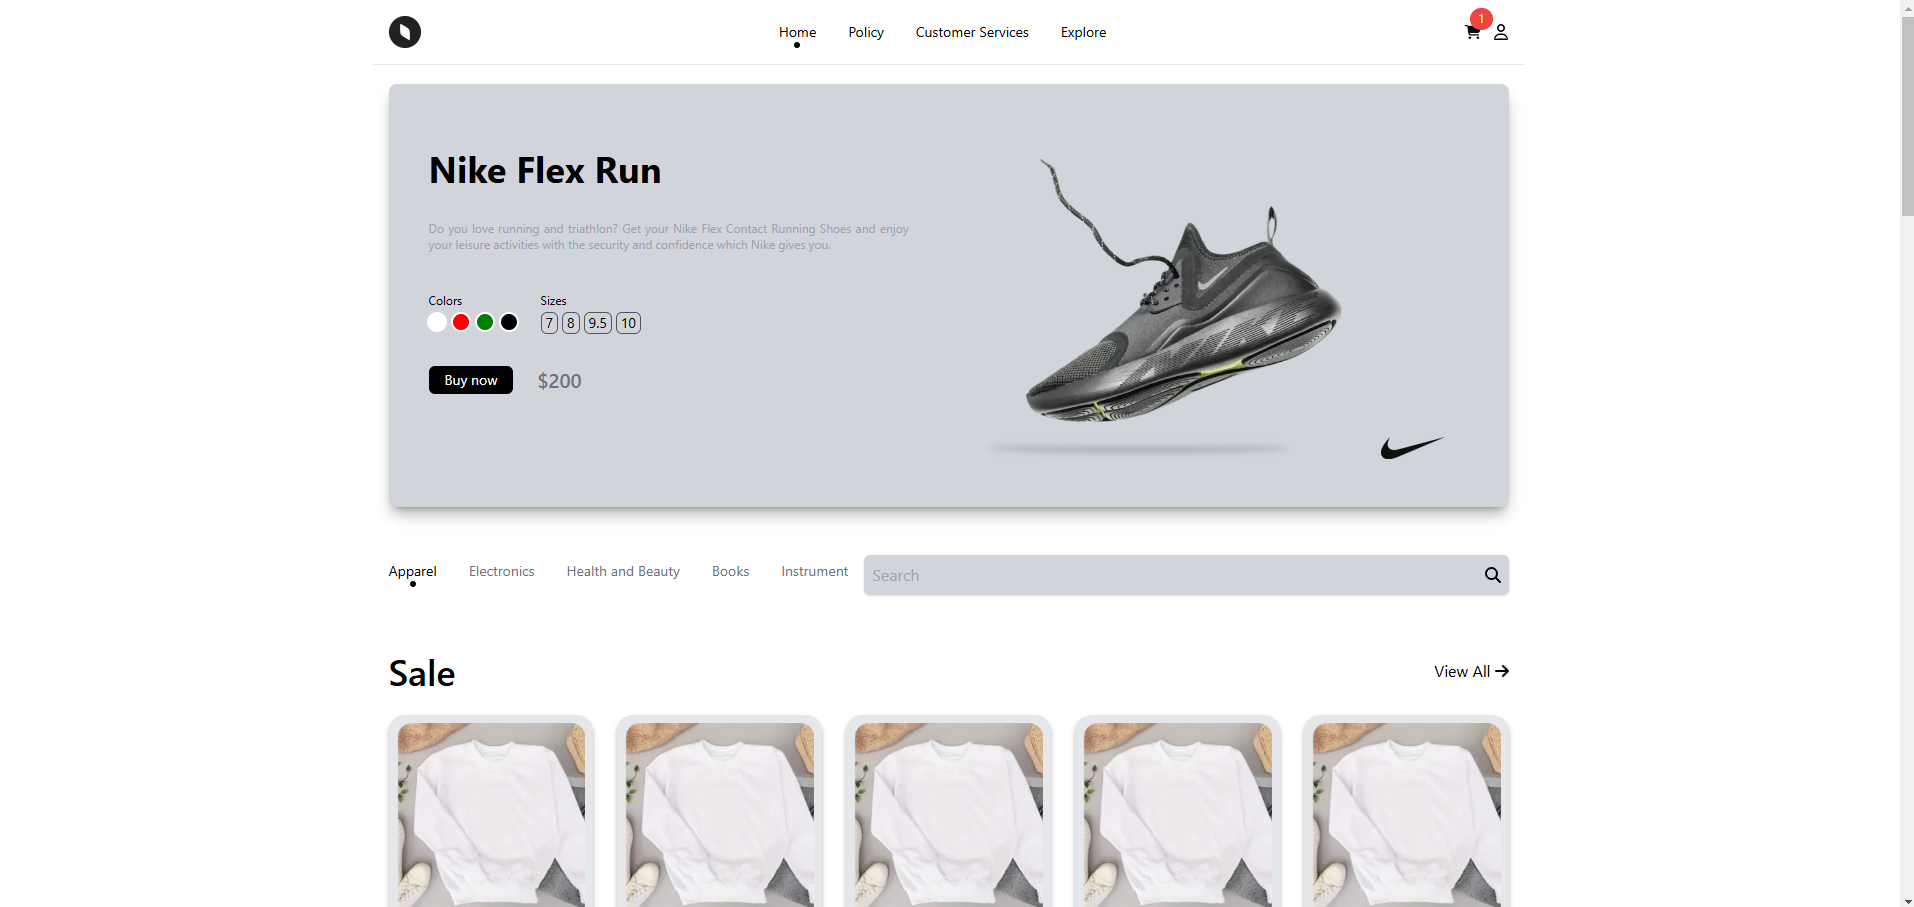 Home
Policy
Customer Services
Explore
1
Nike Flex Run
Do you love running and triathlon? Get your Nike Flex Contact Running Shoes and enjoy
your leisure activities with the security and confidence which Nike gives you.
Colors
Sizes
7
8
9.5
10
Buy now
$200
Apparel
Electronics
Health and Beauty
Books
Instrument
Search
Sale
View All